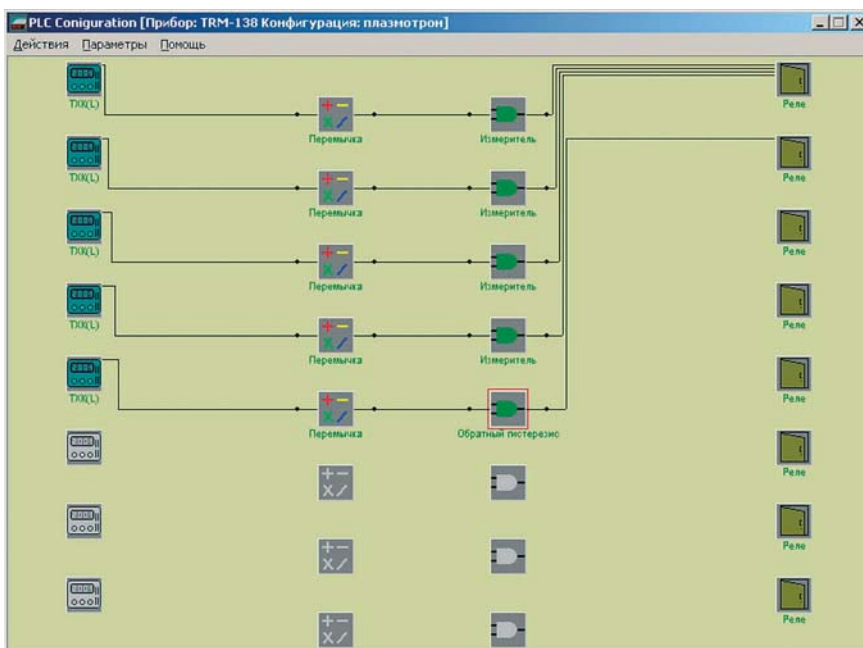 PLC Coniguration [Прибор: TRM-138 Конфигурация: плазмотрон]
Действия Параметры Помощь
ТХК(L) Реле
Перемычка Измеритель
ТХК(L) Реле
Перемычка Измеритель
ТХК(L) Реле
Перемычка Измеритель
ТХК(L) Реле
Перемычка Измеритель
ТХК(L) Реле
Перемычка Обратный гистерезис
Реле
Реле
Реле